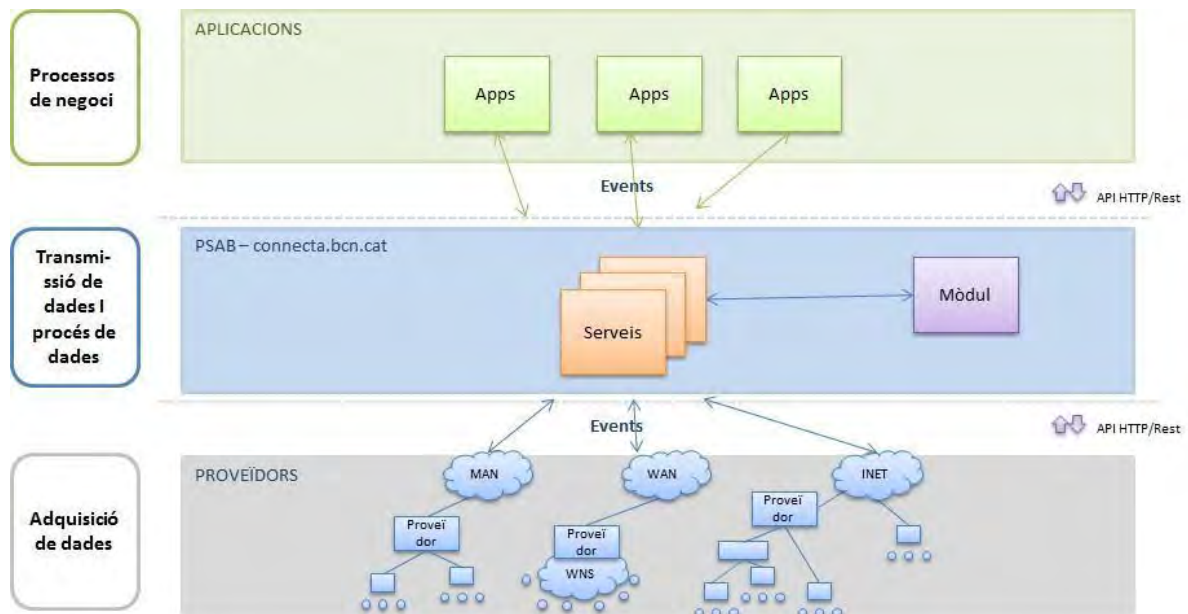 Processos
de negoci
APLICACIONS
Apps
Apps
Apps
Events
API HTTP/Rest
Transmi-
ssió de
dades I
procés de
dades
PSAB – connecta.bcn.cat
Serveis
Mòdul
Events
API HTTP/Rest
Adquisició
de dades
PROVEÏDORS
MAN
WAN
INET
Proveï
dor
Proveï
dor
WNS
Proveï
dor